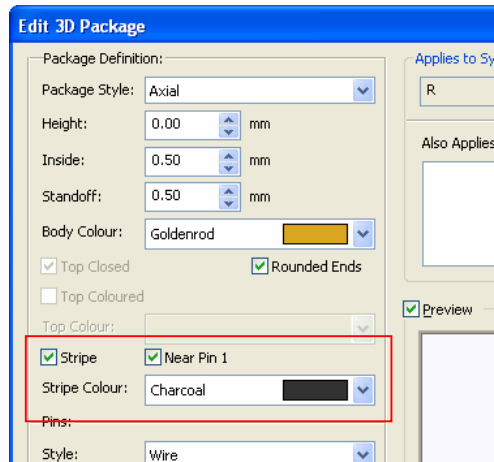 Edit 3D Package
Package Definition:
Package Style: Axial
Height: 0.00 mm
Inside: 0.50 mm
Standoff: 0.50 mm
Body Colour: Goldenrod
Top Closed Rounded Ends
Top Coloured
Top Colour:
Stripe Near Pin 1
Stripe Colour: Charcoal
Pins:
Style: Wire
Applies to Sy
R
Also Applies
Preview